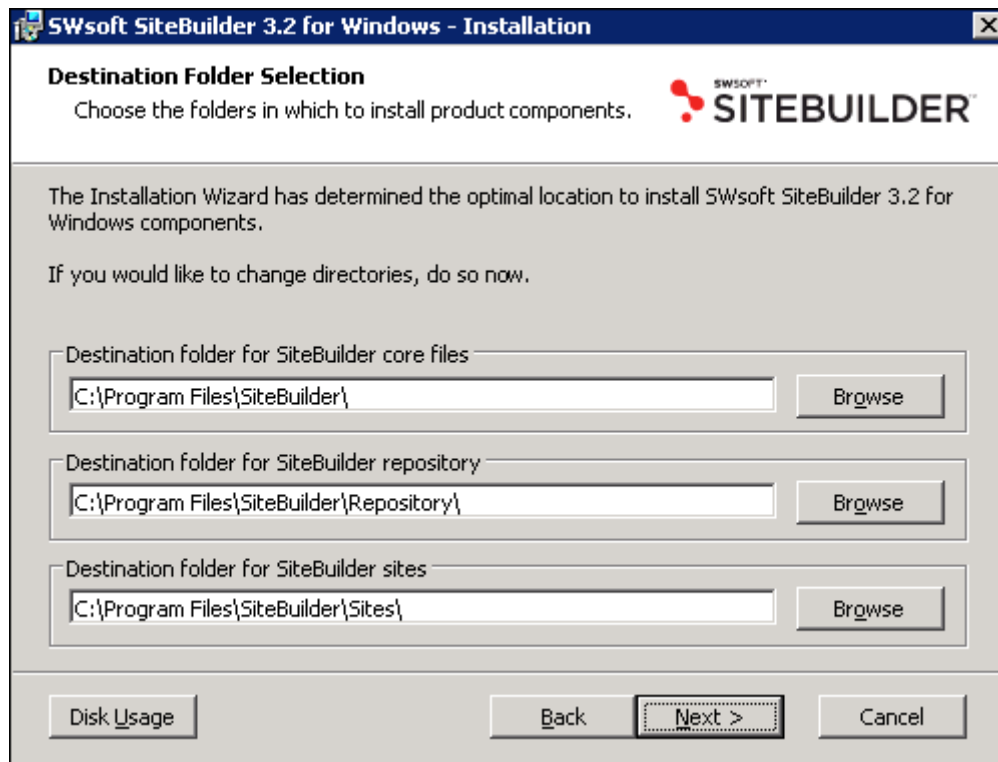 SWsoft SiteBuilder 3.2 for Windows - Installation
Destination Folder Selection
Choose the folders in which to install product components.
SWSOFT
SITEBUILDER
The Installation Wizard has determined the optimal location to install SWsoft SiteBuilder 3.2 for
Windows components.
If you would like to change directories, do so now.
Destination folder for SiteBuilder core files
C:\Program Files\SiteBuilder\
Browse
Destination folder for SiteBuilder repository
C:\Program Files\SiteBuilder\Repository\
Browse
Destination folder for SiteBuilder sites
C:\Program Files\SiteBuilder\Sites\
Browse
Disk Usage
Back
Next >
Cancel